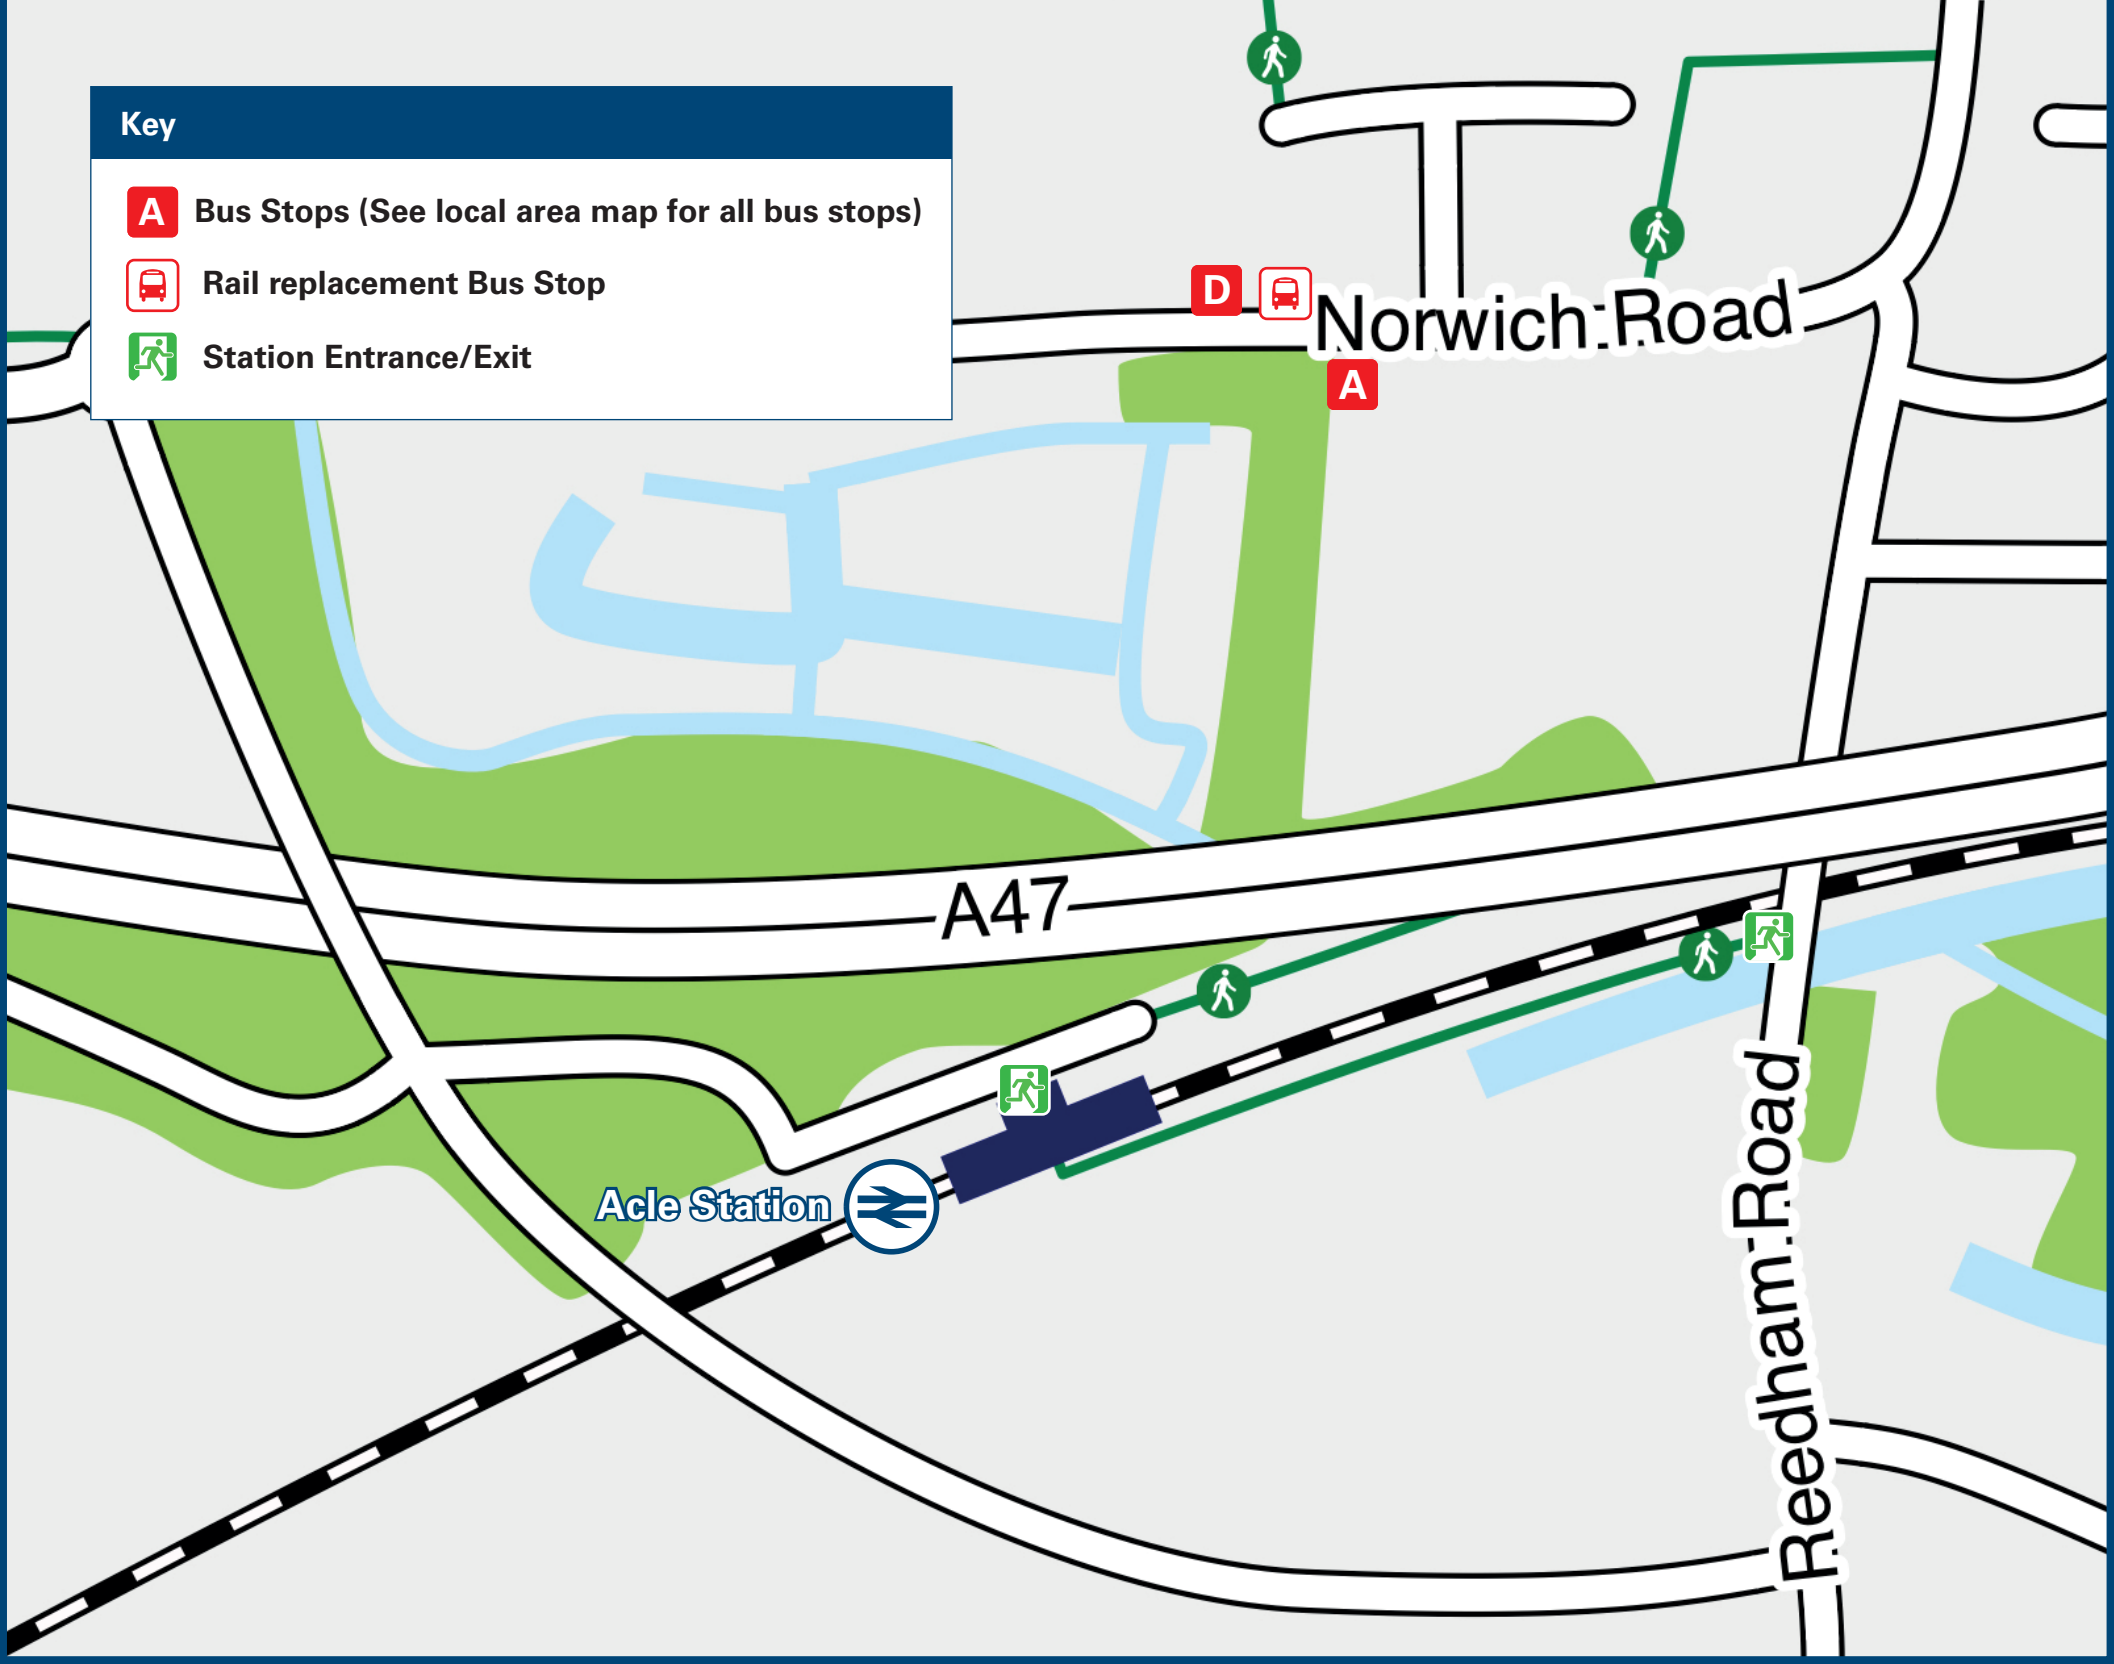 Key
A Bus Stops (See local area map for all bus stops)
Rail replacement Bus Stop
Station Entrance/Exit
D
Norwich Road
A
A47
Acle Station
Reedham Road